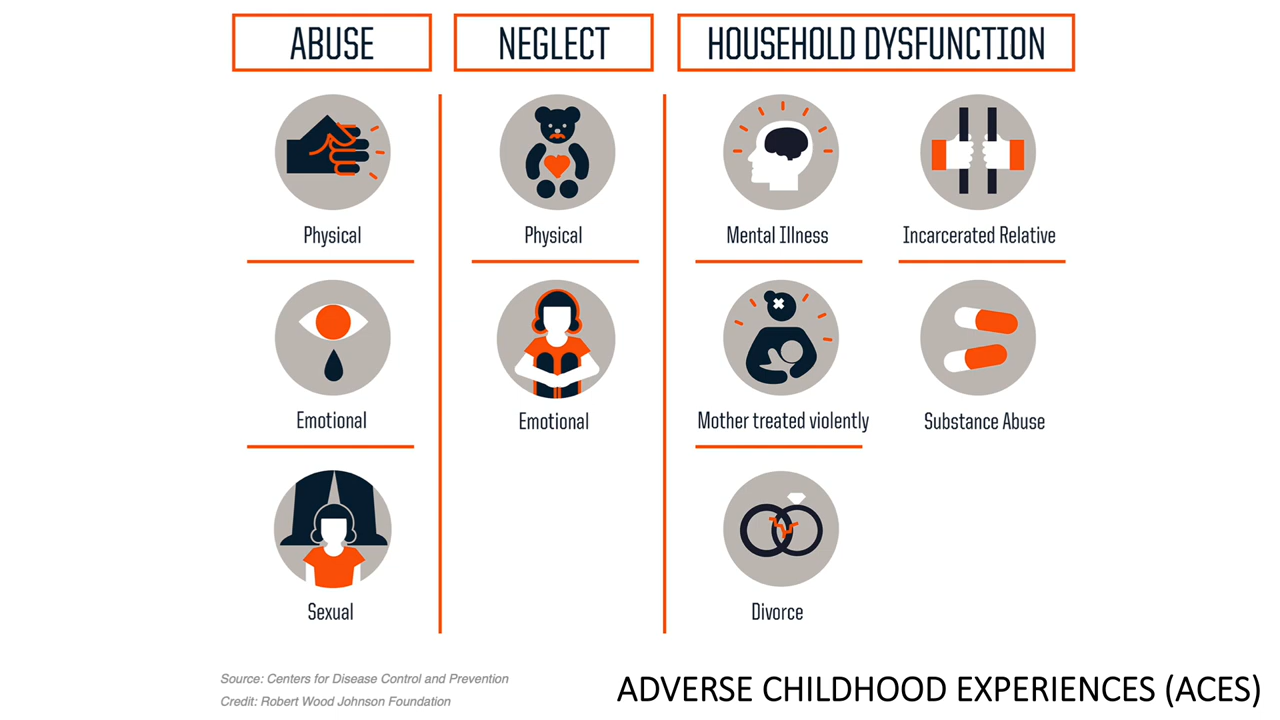 ABUSE
NEGLECT
HOUSEHOLD DYSFUNCTION
Physical
Physical
Mental Illness
Incarcerated Relative
Emotional
Emotional
Mother treated violently
Substance Abuse
Sexual
Divorce
Source: Centers for Disease Control and Prevention
Credit: Robert Wood Johnson Foundation
ADVERSE CHILDHOOD EXPERIENCES (ACES)